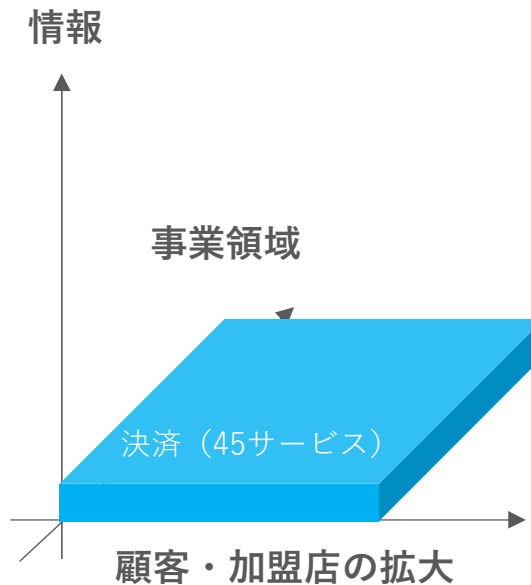 情報
事業領域
決済（45サービス）
顧客・加盟店の拡大